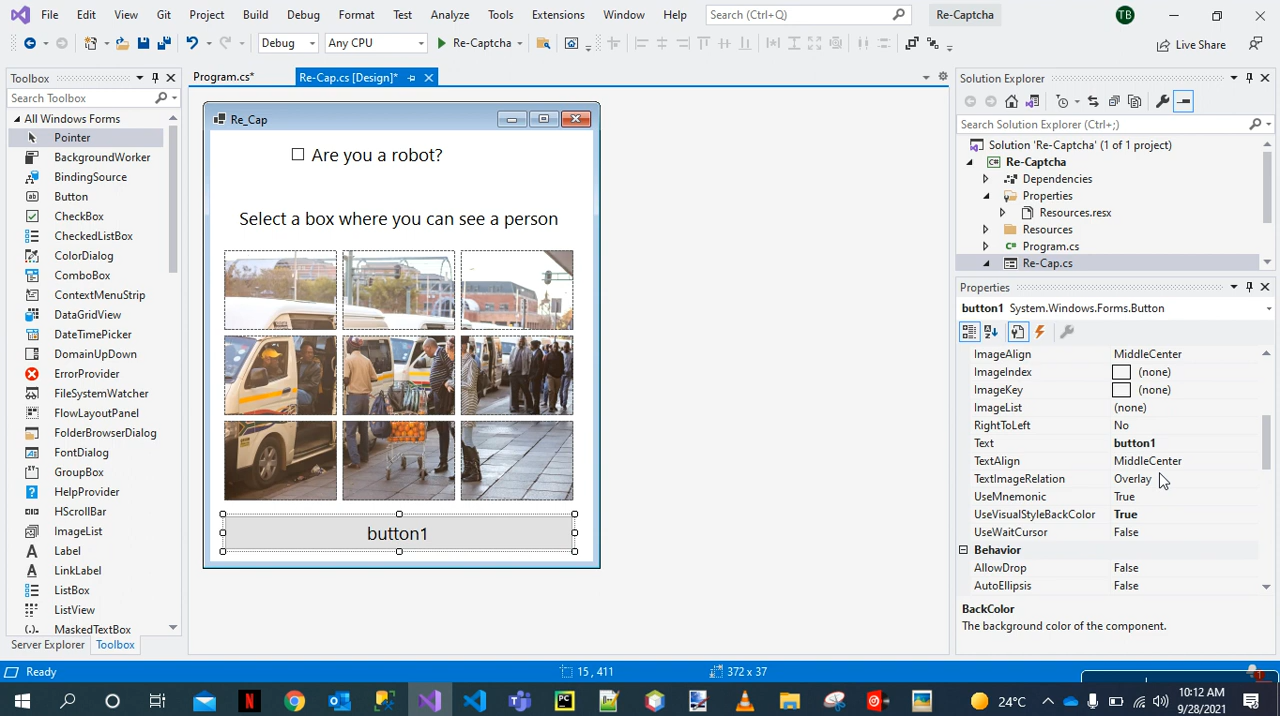 File Edit View Git Project Build Debug Format Test Analyze Tools Extensions Window Help Search (Ctrl+Q) Re-Captcha TB
Debug Any CPU Re-Captcha Live Share
Toolbox
Search Toolbox
All Windows Forms
Pointer
BackgroundWorker
BindingSource
Button
CheckBox
CheckedListBox
ColorDialog
ComboBox
ContextMenuStrip
DataGridView
DateTimePicker
DomainUpDown
ErrorProvider
FileSystemWatcher
FlowLayoutPanel
FolderBrowserDialog
FontDialog
GroupBox
HelpProvider
HScrollBar
ImageList
Label
LinkLabel
ListBox
ListView
MaskedTextBox
Server Explorer Toolbox
Program.cs* Re-Cap.cs [Design]*
Re_Cap
Are you a robot?
Select a box where you can see a person
button1
Solution Explorer
Search Solution Explorer (Ctrl+;)
Solution 'Re-Captcha' (1 of 1 project)
Re-Captcha
Dependencies
Properties
Resources.resx
Resources
Program.cs
Re-Cap.cs
Properties
button1 System.Windows.Forms.Button
ImageAlign MiddleCenter
ImageIndex (none)
ImageKey (none)
ImageList (none)
RightToLeft No
Text button1
TextAlign MiddleCenter
TextImageRelation Overlay
UseMnemonic True
UseVisualStyleBackColor True
UseWaitCursor False
Behavior
AllowDrop False
AutoEllipsis False
BackColor
The background color of the component.
Ready 15 , 411 372 x 37
24°C 10:12 AM
9/28/2021